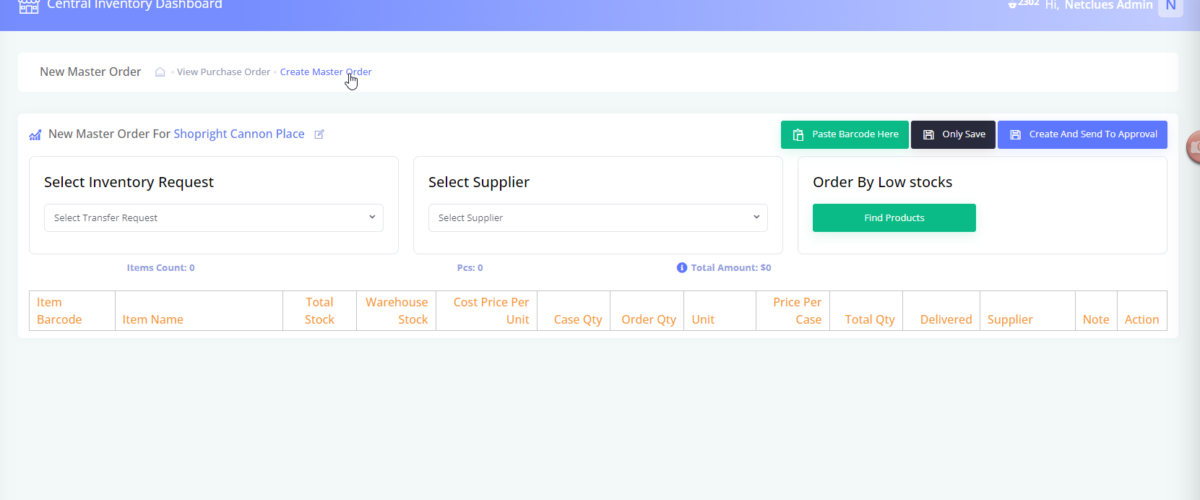 Central Inventory Dashboard
2302 Hi, Netclues Admin N
New Master Order View Purchase Order Create Master Order
New Master Order For Shopright Cannon Place
Paste Barcode Here Only Save Create And Send To Approval
Select Inventory Request
Select Transfer Request
Select Supplier
Select Supplier
Order By Low stocks
Find Products
Items Count: 0 Pcs: 0 Total Amount: $0
Item Barcode Item Name Total Stock Warehouse Stock Cost Price Per Unit Case Qty Order Qty Unit Price Per Case Total Qty Delivered Supplier Note Action